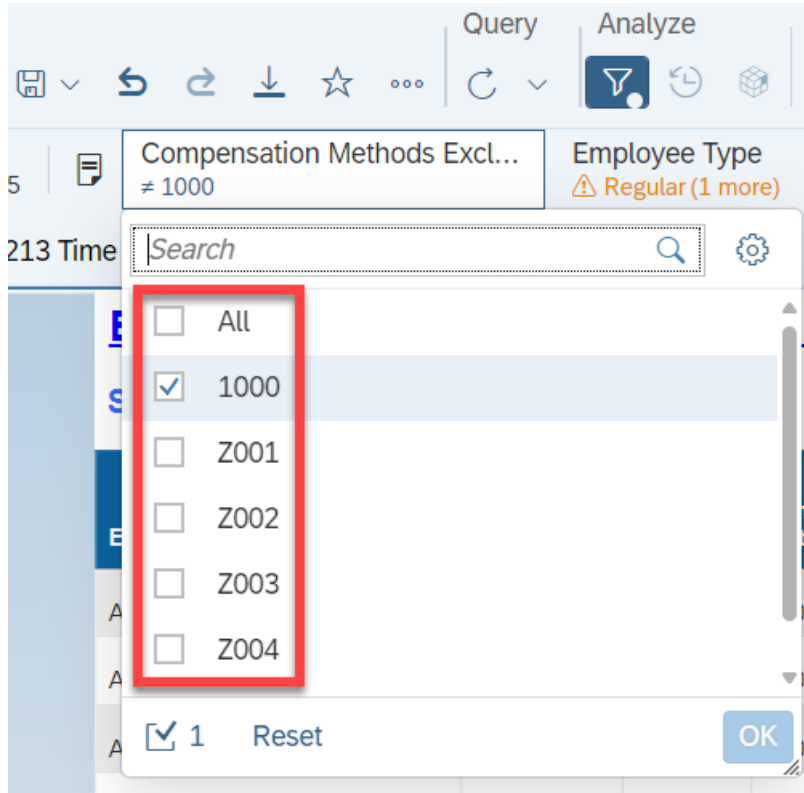 Query
Analyze
5
Compensation Methods Excl...
≠ 1000
Employee Type
Regular (1 more)
213 Time
Search
All
1000
Z001
Z002
Z003
Z004
1
Reset
OK